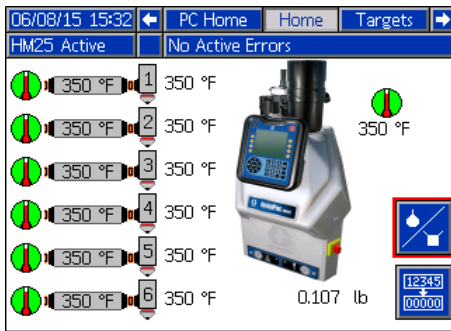 06/08/15 15:32 PC Home Home Targets
HM25 Active No Active Errors
350 °F 1 350 °F
350 °F
350 °F 2 350 °F
350 °F 3 350 °F
350 °F 4 350 °F
350 °F 5 350 °F
350 °F 6 350 °F
0.107 lb
12345
00000